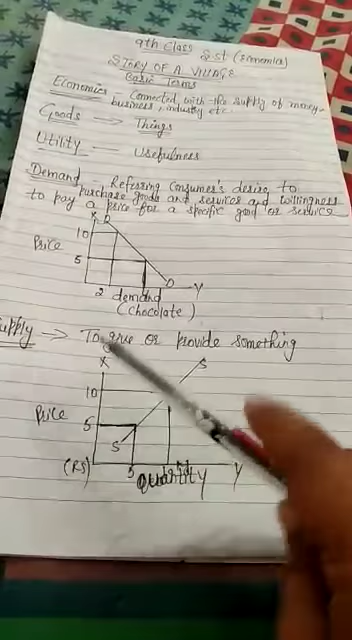 9th Class S.st (Economics)
STORY OF A VILLAGE
Basic Terms
Economics - Connected with the supply of money,
business, industry etc.
Goods → Things
Utility — Usefulness
Demand - Referring Consumer's desire to
purchase goods and services and willingness
to pay a price for a specific good or service
X D
10
Price
5
D Y
2 demand
(Chocolate)
Supply → To give or provide something
X S
10
Price 5
S
(RS) 5 Quantity Y